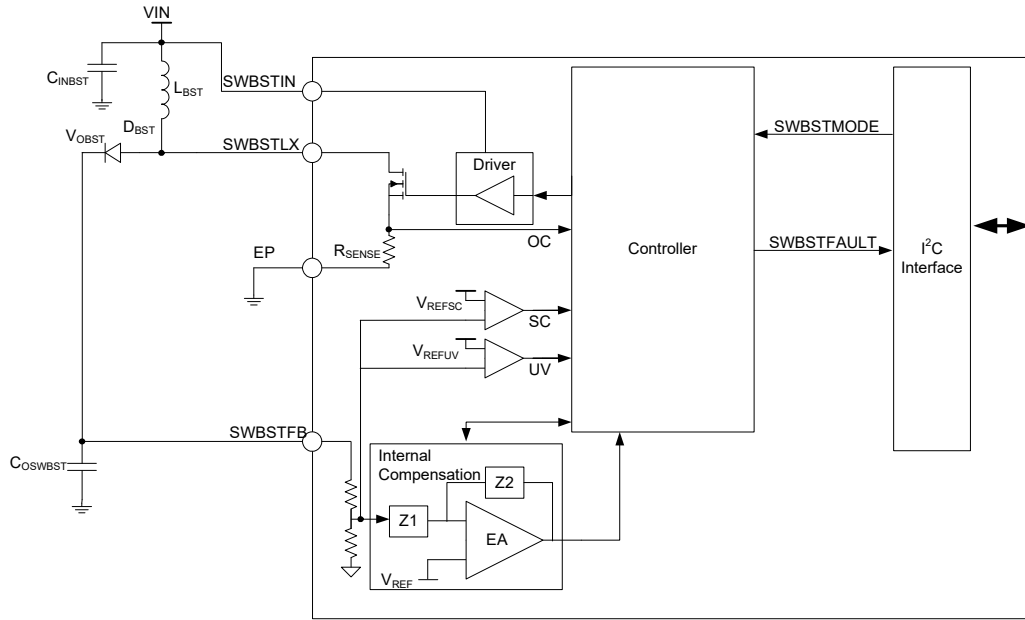 VIN
CINBST
LBST
SWBSTIN
DBST
VOBST
SWBSTLX
Driver
SWBSTMODE
EP
RSENSE
OC
Controller
SWBSTFAULT
I2C
Interface
VREFSC
SC
VREFUV
UV
SWBSTFB
COSWBST
Internal
Compensation
Z2
Z1
EA
VREF